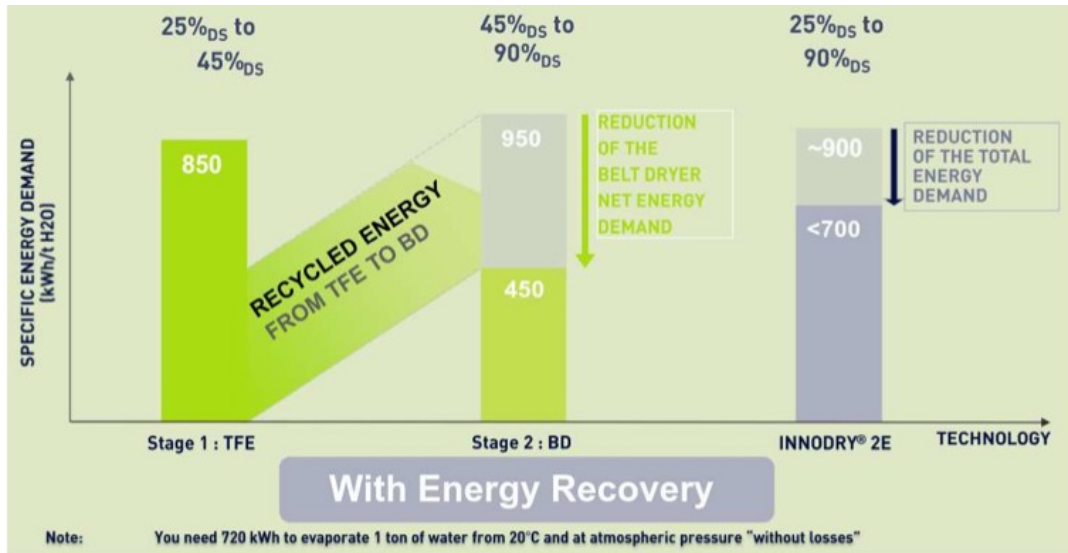 25%DS to
45%DS
45%DS to
90%DS
25%DS to
90%DS
SPECIFIC ENERGY DEMAND
[kWh/t H2O)
850
RECYCLED ENERGY
FROM TFE TO BD
950
450
REDUCTION
OF THE
BELT DRYER
NET ENERGY
DEMAND
~900
<700
REDUCTION
OF THE TOTAL
ENERGY
DEMAND
Stage 1 : TFE
Stage 2 : BD
INNODRY® 2E
TECHNOLOGY
With Energy Recovery
Note: You need 720 kWh to evaporate 1 ton of water from 20°C and at atmospheric pressure "without losses"